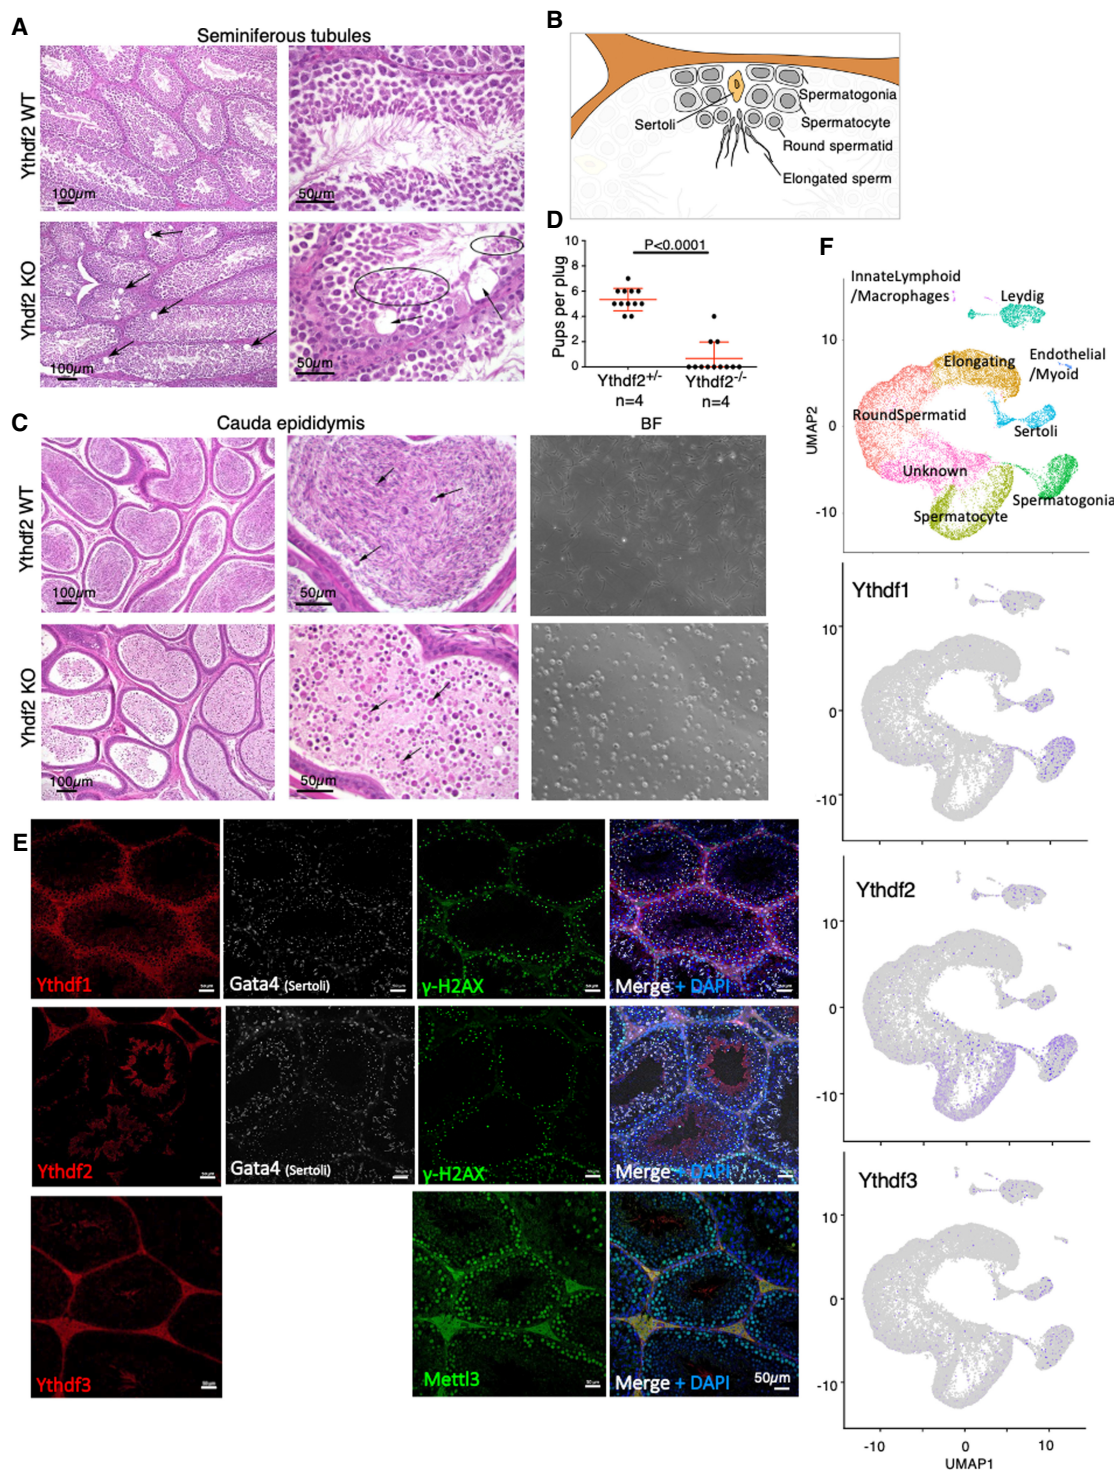 A
Seminiferous tubules
Ythdf2 WT
100µm
50µm
Yhdf2 KO
100µm
50µm
B
Spermatogonia
Sertoli
Spermatocyte
Round spermatid
Elongated sperm
C
Cauda epididymis
BF
Ythdf2 WT
100µm
50µm
Yhdf2 KO
100µm
50µm
D
P<0.0001
Pups per plug
10
8
6
4
2
0
Ythdf2+/-
n=4
Ythdf2-/-
n=4
E
Ythdf1
Gata4 (Sertoli)
γ-H2AX
Merge + DAPI
Ythdf2
Gata4 (Sertoli)
γ-H2AX
Merge + DAPI
Ythdf3
Mettl3
Merge + DAPI
50µm
F
InnateLymphoid
/Macrophages
Leydig
Elongating
Endothelial
/Myoid
RoundSpermatid
Sertoli
Unknown
Spermatogonia
Spermatocyte
UMAP2
10
0
-10
Ythdf1
10
0
-10
Ythdf2
10
0
-10
Ythdf3
10
0
-10
-10 0 10
UMAP1